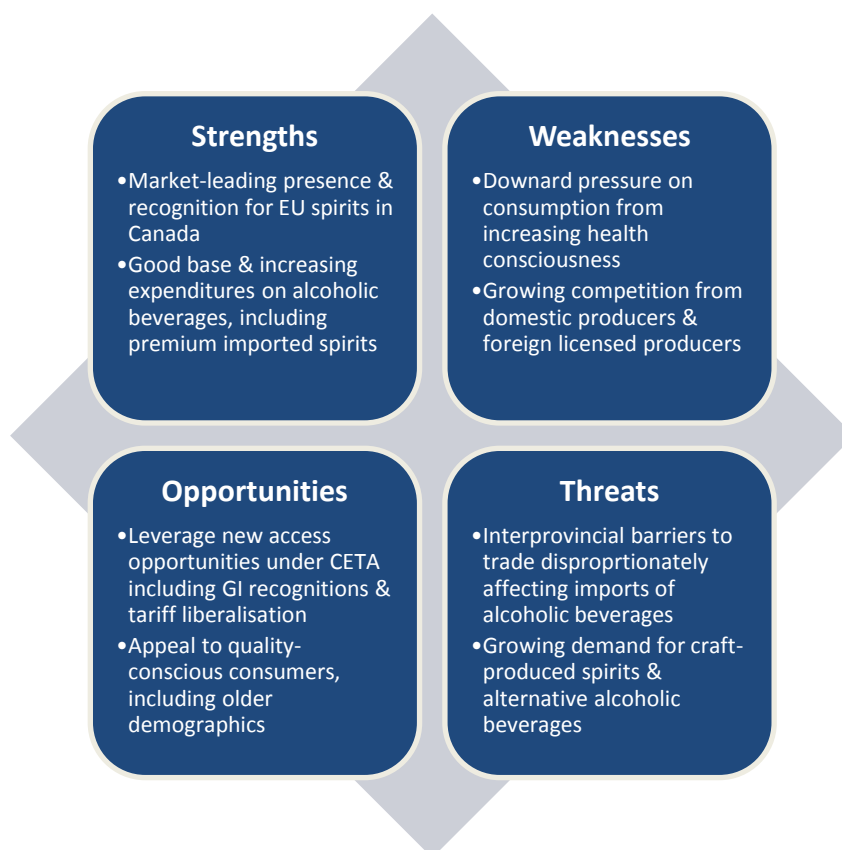 Strengths
•Market-leading presence &
recognition for EU spirits in
Canada
•Good base & increasing
expenditures on alcoholic
beverages, including
premium imported spirits
Weaknesses
•Downard pressure on
consumption from
increasing health
consciousness
•Growing competition from
domestic producers &
foreign licensed producers
Opportunities
•Leverage new access
opportunities under CETA
including GI recognitions &
tariff liberalisation
•Appeal to quality-
conscious consumers,
including older
demographics
Threats
•Interprovincial barriers to
trade disproprtionately
affecting imports of
alcoholic beverages
•Growing demand for craft-
produced spirits &
alternative alcoholic
beverages